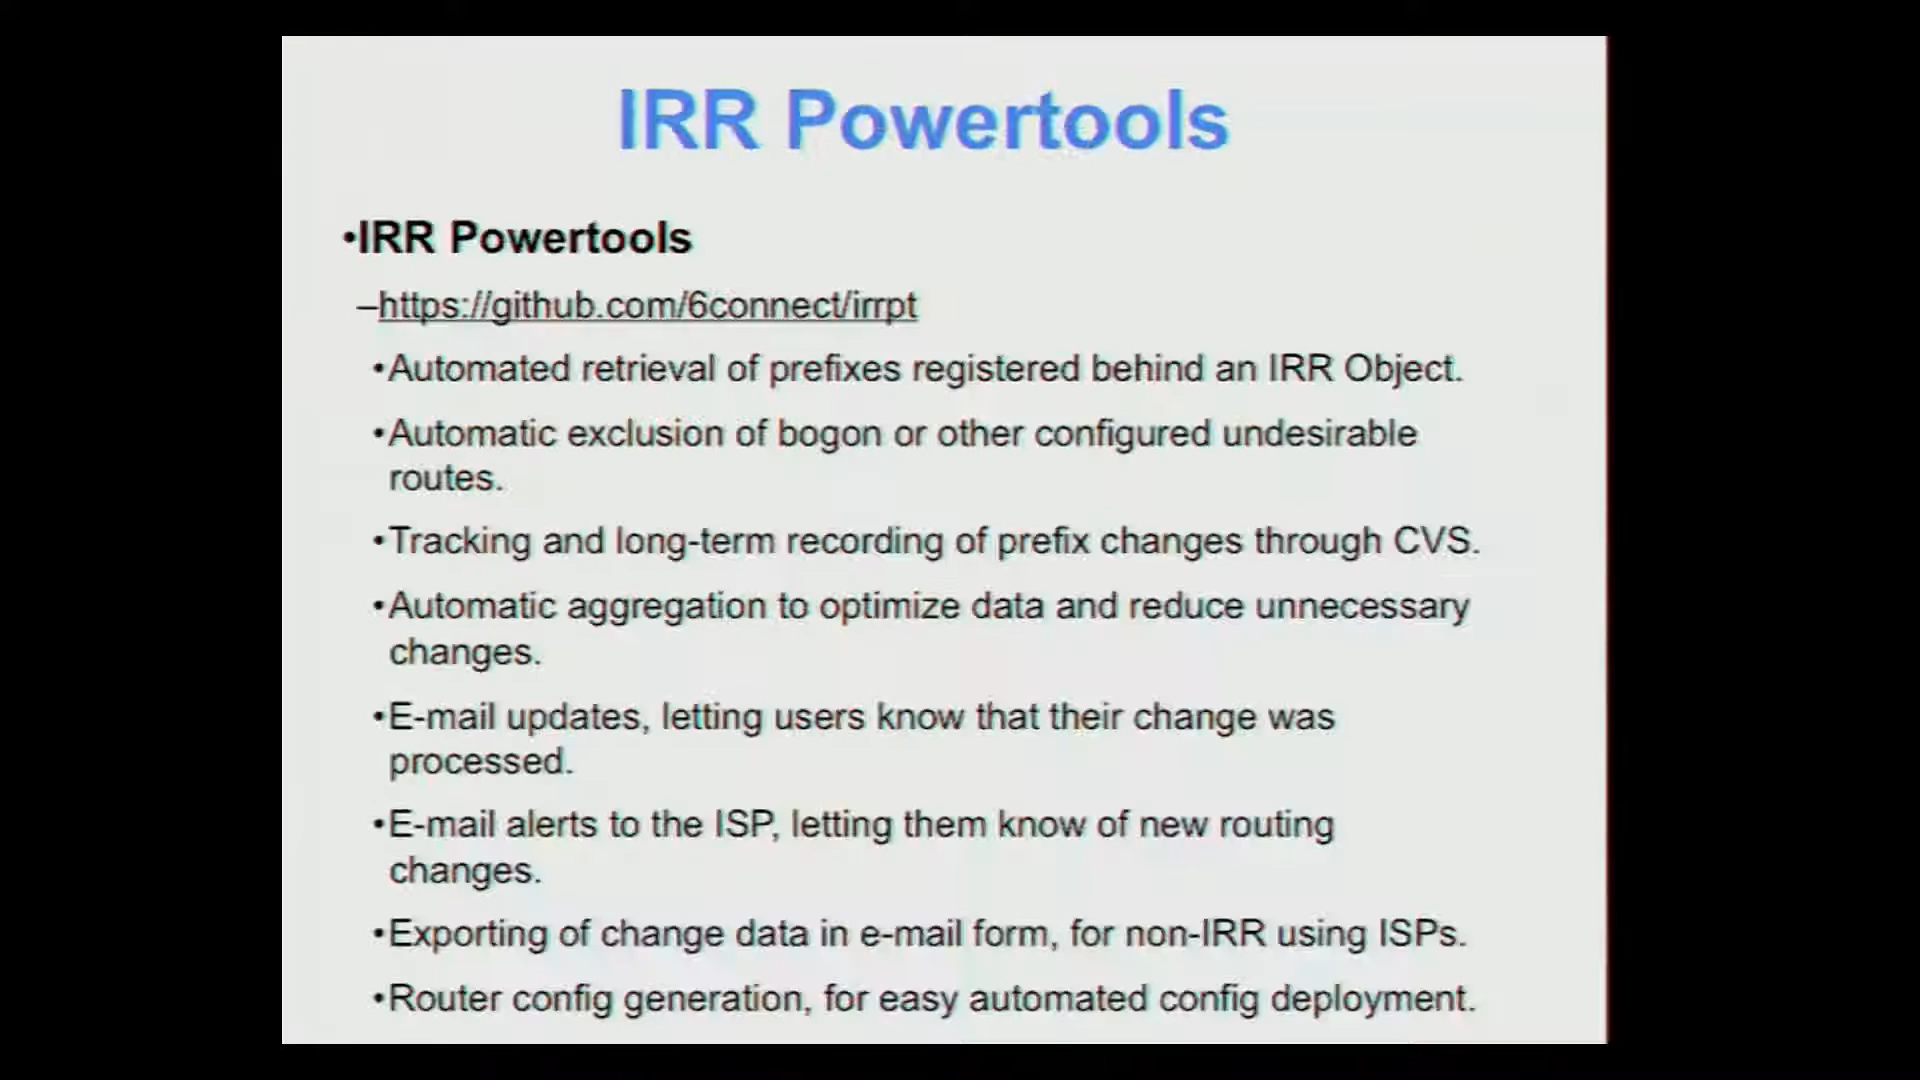 IRR Powertools
•IRR Powertools
–https://github.com/6connect/irrpt
•Automated retrieval of prefixes registered behind an IRR Object.
•Automatic exclusion of bogon or other configured undesirable
routes.
•Tracking and long-term recording of prefix changes through CVS.
•Automatic aggregation to optimize data and reduce unnecessary
changes.
•E-mail updates, letting users know that their change was
processed.
•E-mail alerts to the ISP, letting them know of new routing
changes.
•Exporting of change data in e-mail form, for non-IRR using ISPs.
•Router config generation, for easy automated config deployment.